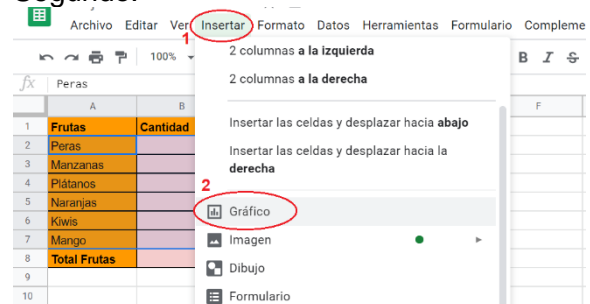 Segundo:
Archivo Editar Ver Insertar Formato Datos Herramientas Formulario Compleme
1
100%
2 columnas a la izquierda
B I S
fx Peras
2 columnas a la derecha
A B F
1 Frutas Cantidad
Insertar las celdas y desplazar hacia abajo
2 Peras
Insertar las celdas y desplazar hacia la
3 Manzanas
derecha
4 Plátanos
2
5 Naranjas
Gráfico
6 Kiwis
7 Mango
Imagen
8 Total Frutas
Dibujo
9
10
Formulario